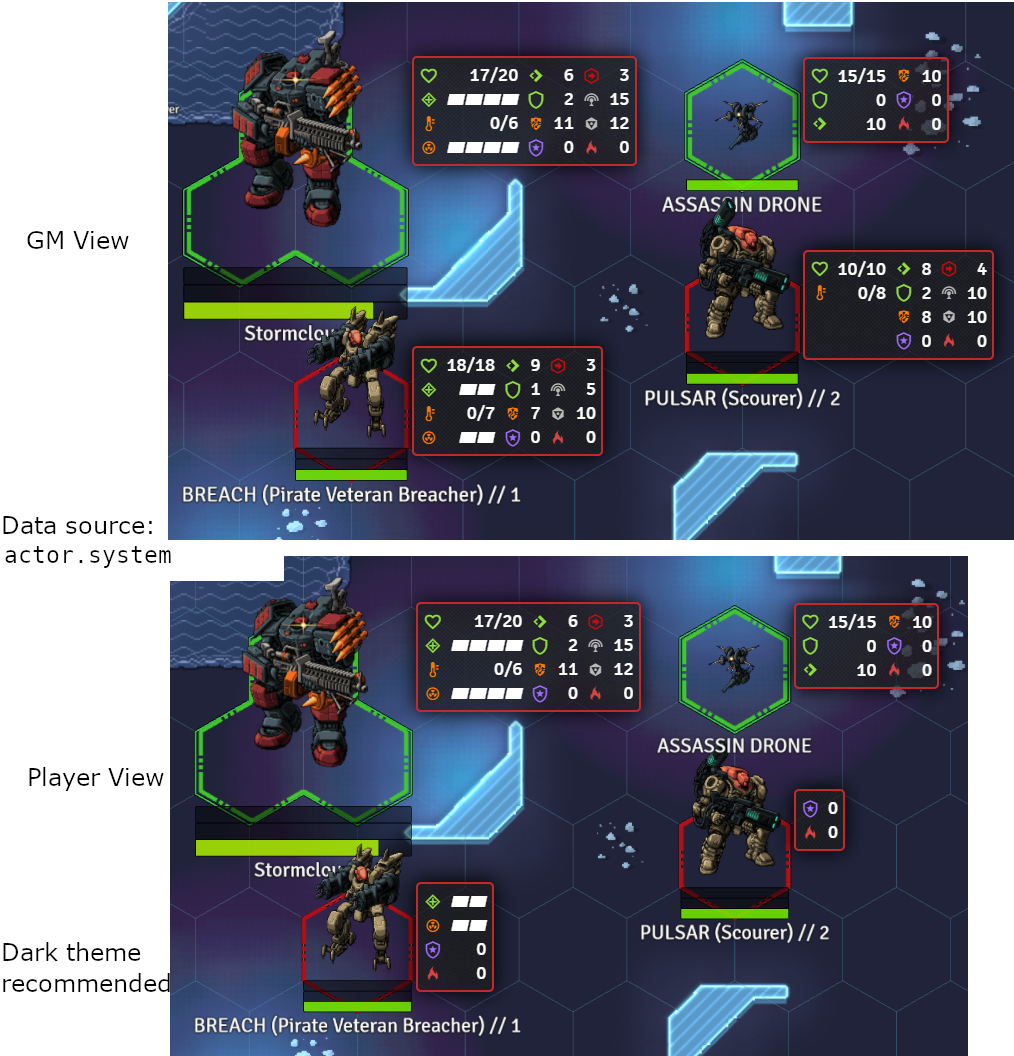 er
17/20 6 3
2 15
0/6 11 12
0 0
15/15 10
0 0
10 0
ASSASSIN DRONE
GM View
10/10 8 4
0/8 2 10
8 10
0 0
Stormclou
18/18 9 3
1 5
0/7 7 10
0 0
PULSAR (Scourer) // 2
BREACH (Pirate Veteran Breacher) // 1
Data source:
actor.system
17/20 6 3
2 15
0/6 11 12
0 0
15/15 10
0 0
10 0
ASSASSIN DRONE
Player View
0
0
Stormclou
0
0
PULSAR (Scourer) // 2
Dark theme
recommended
BREACH (Pirate Veteran Breacher) // 1